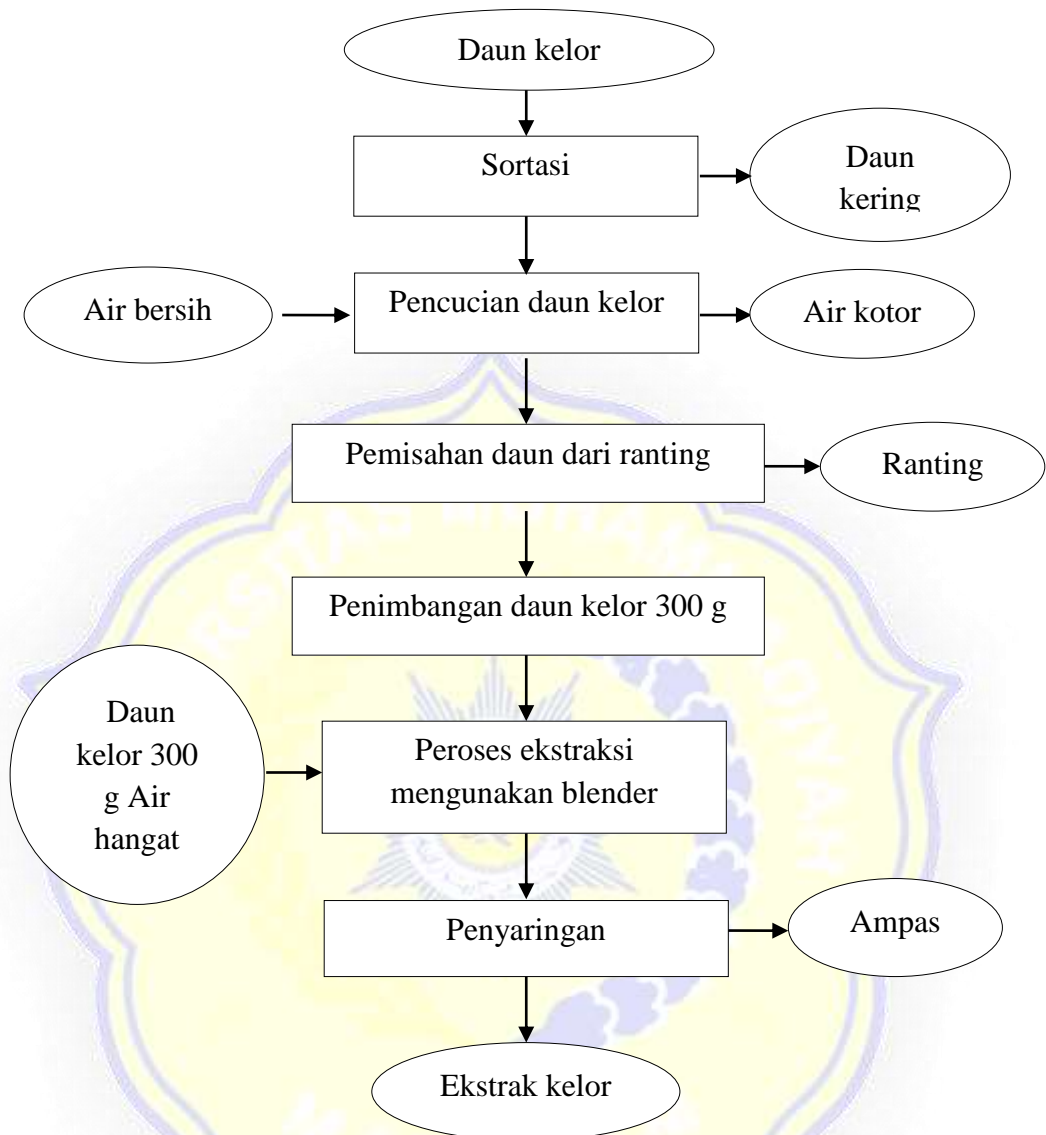 Daun kelor
Sortasi
Daun
kering
Air bersih
Pencucian daun kelor
Air kotor
Pemisahan daun dari ranting
Ranting
Penimbangan daun kelor 300 g
Daun
kelor 300
g Air
hangat
Peroses ekstraksi
mengunakan blender
Penyaringan
Ampas
Ekstrak kelor